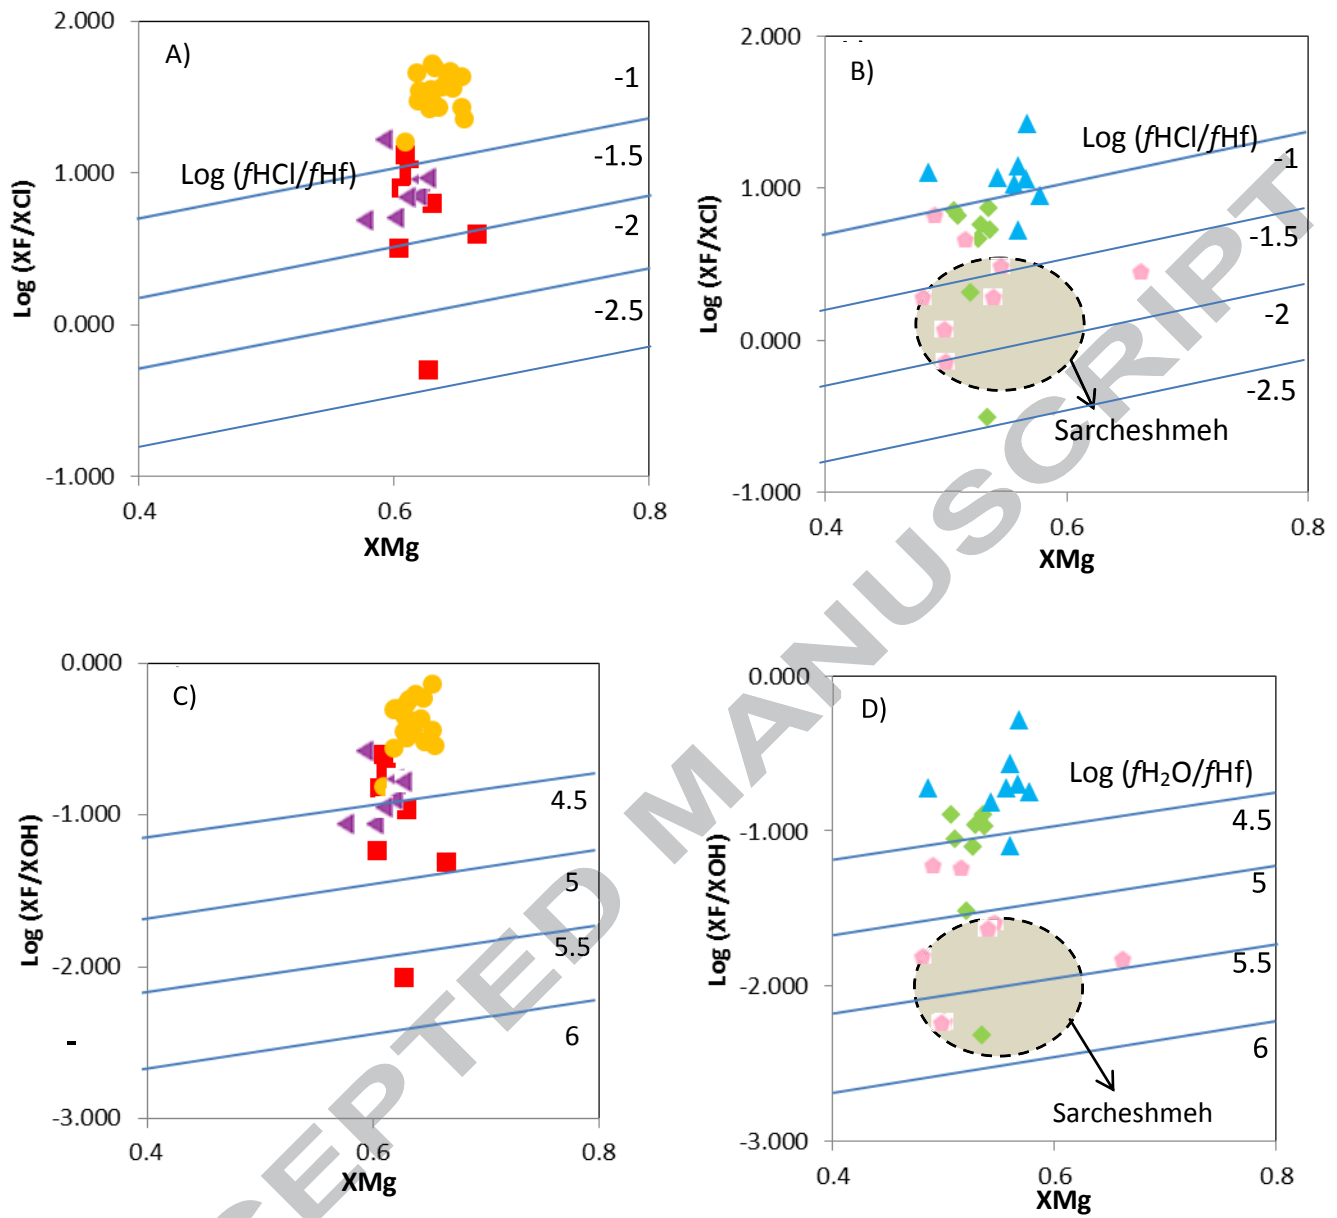 2.000
1.000
0.000
-1.000
Log (XF/XCl)
A)
Log (fHCl/fHf)
-1
-1.5
-2
-2.5
0.4
0.6
0.8
XMg
2.000
1.000
0.000
-1.000
Log (XF/XCl)
B)
Log (fHCl/fHf)
-1
-1.5
-2
-2.5
Sarcheshmeh
0.4
0.6
0.8
XMg
0.000
-1.000
-2.000
-
-3.000
Log (XF/XOH)
C)
4.5
5
5.5
6
0.4
0.6
0.8
XMg
0.000
-1.000
-2.000
-3.000
Log (XF/XOH)
D)
Log (fH₂O/fHf)
4.5
5
5.5
6
Sarcheshmeh
0.4
0.6
0.8
XMg
CEPTED MANUSCRIPT